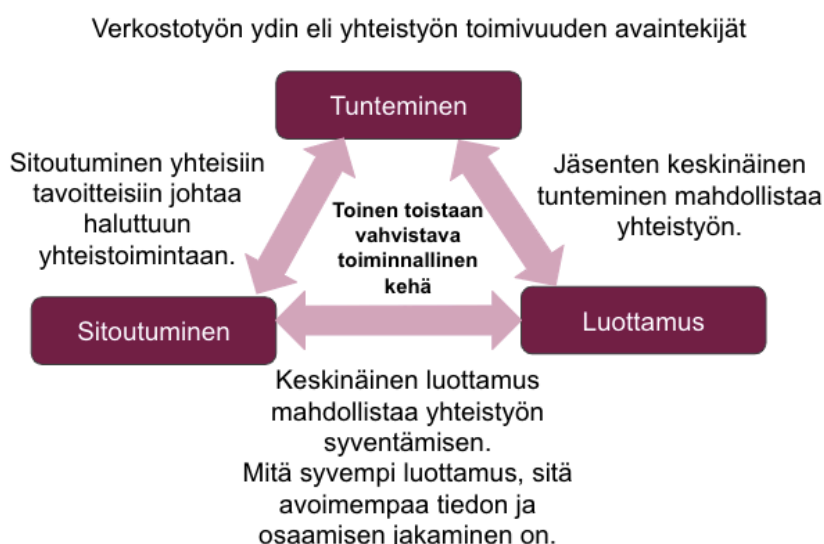 Verkostotyön ydin eli yhteistyön toimivuuden avaintekijät
Tunteminen
Sitoutuminen yhteisiin
tavoitteisiin johtaa
haluttuun
yhteistoimintaan.
Jäsenten keskinäinen
tunteminen mahdollistaa
yhteistyön.
Toinen toistaan
vahvistava
toiminnallinen
kehä
Sitoutuminen
Luottamus
Keskinäinen luottamus
mahdollistaa yhteistyön
syventämisen.
Mitä syvempi luottamus, sitä
avoimempaa tiedon ja
osaamisen jakaminen on.